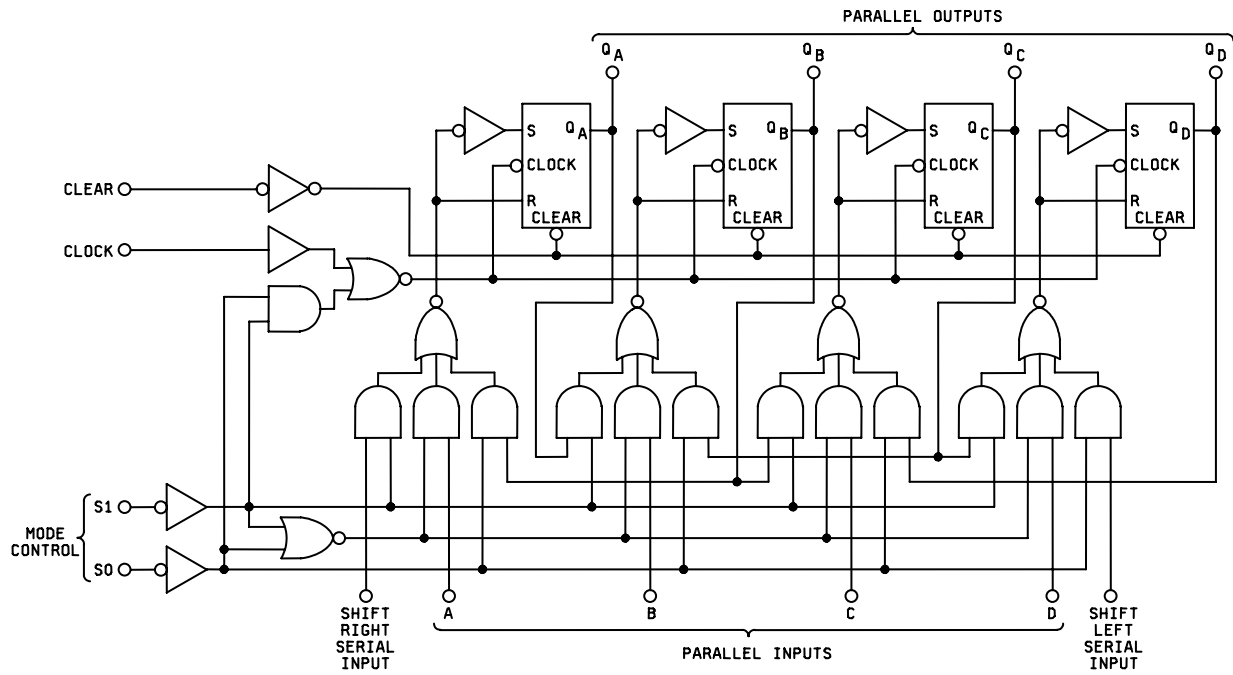 PARALLEL OUTPUTS
QA QB QC QD
S QA S QB S QC S QD
CLOCK CLOCK CLOCK CLOCK
R R R R
CLEAR CLEAR CLEAR CLEAR
CLEAR
CLOCK
MODE
CONTROL
S1
S0
SHIFT
RIGHT
SERIAL
INPUT
A B C D
SHIFT
LEFT
SERIAL
INPUT
PARALLEL INPUTS